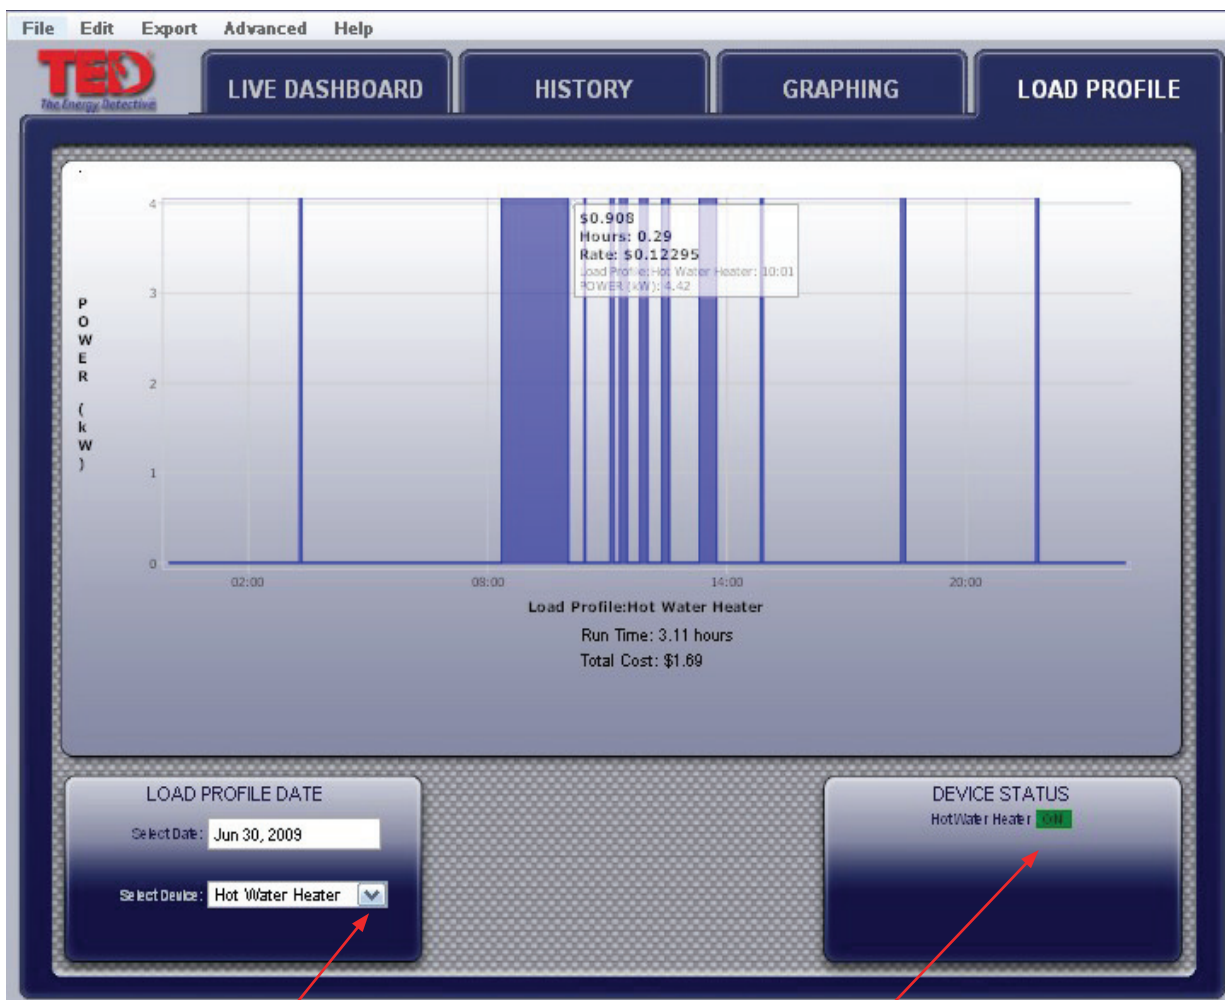 File Edit Export Advanced Help
TED
The Energy Detective
LIVE DASHBOARD HISTORY GRAPHING LOAD PROFILE
4
3
2
1
0
POWER (kW)
$0.908
Hours: 0.29
Rate: $0.12295
Load Profile:Hot Water Heater: 10:01
POWER (kW): 4.42
02:00 08:00 14:00 20:00
Load Profile:Hot Water Heater
Run Time: 3.11 hours
Total Cost: $1.69
LOAD PROFILE DATE
Select Date: Jun 30, 2009
Select Device: Hot Water Heater
DEVICE STATUS
Hot Water Heater ON